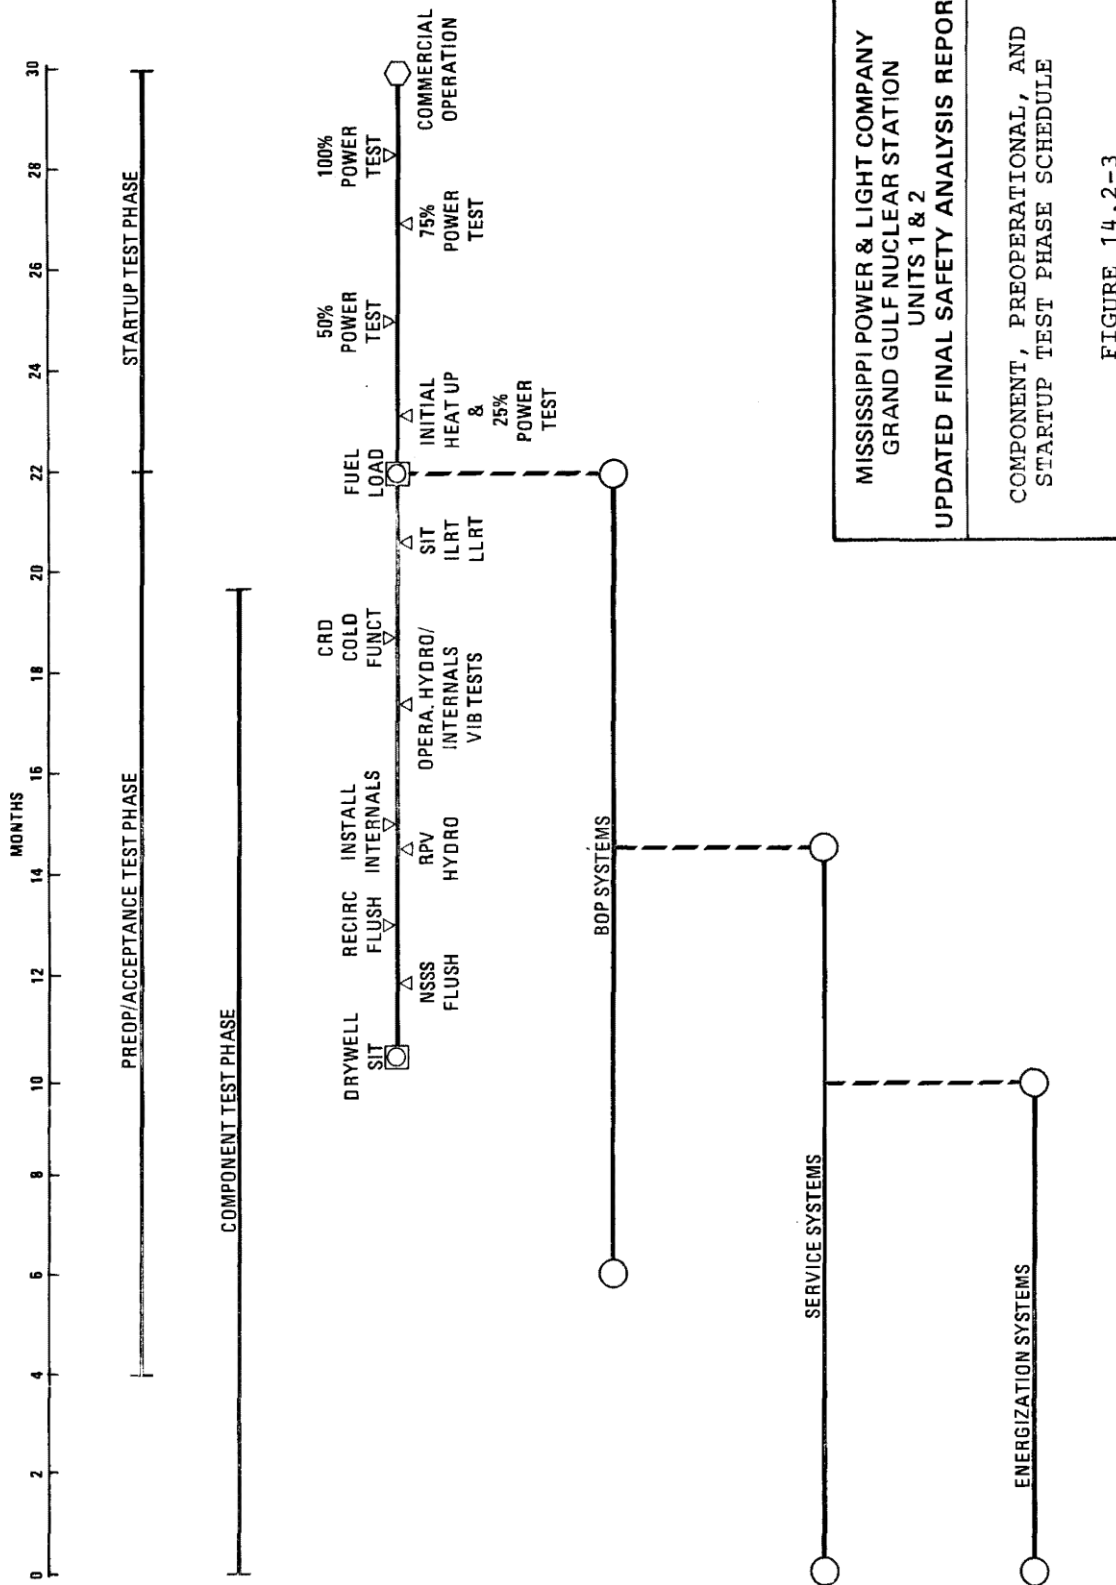 MONTHS
0 2 4 6 8 10 12 14 16 18 20 22 24 26 28 30
PREOP/ACCEPTANCE TEST PHASE
STARTUP TEST PHASE
COMPONENT TEST PHASE
DRYWELL
SIT
NSSS
FLUSH
RECIRC
FLUSH
RPV
HYDRO
INSTALL
INTERNALS
OPERA. HYDRO/
INTERNALS
VIB TESTS
CRD
COLD
FUNCT
SIT
ILRT
LLRT
FUEL
LOAD
INITIAL
HEAT UP
&
25%
POWER
TEST
50%
POWER
TEST
75%
POWER
TEST
100%
POWER
TEST
COMMERCIAL
OPERATION
BOP SYSTEMS
SERVICE SYSTEMS
ENERGIZATION SYSTEMS
MISSISSIPPI POWER & LIGHT COMPANY
GRAND GULF NUCLEAR STATION
UNITS 1 & 2
UPDATED FINAL SAFETY ANALYSIS REPOR
COMPONENT, PREOPERATIONAL, AND
STARTUP TEST PHASE SCHEDULE
FIGURE 14.2-3